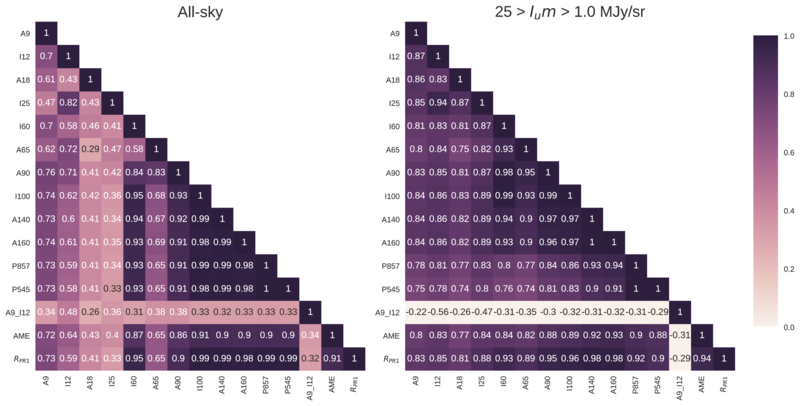 All-sky
A9 1
I12 0.7 1
A18 0.61 0.43 1
I25 0.47 0.82 0.43 1
I60 0.7 0.58 0.46 0.41 1
A65 0.62 0.72 0.29 0.47 0.58 1
A90 0.76 0.71 0.41 0.42 0.84 0.83 1
I100 0.74 0.62 0.42 0.36 0.95 0.68 0.93 1
A140 0.73 0.6 0.41 0.34 0.94 0.67 0.92 0.99 1
A160 0.74 0.61 0.41 0.35 0.93 0.69 0.91 0.98 0.99 1
P857 0.73 0.59 0.41 0.34 0.93 0.65 0.91 0.99 0.99 0.98 1
P545 0.73 0.59 0.41 0.33 0.93 0.65 0.91 0.98 0.99 0.98 1 1
A9_I12 0.34 0.48 0.26 0.36 0.31 0.38 0.38 0.33 0.32 0.33 0.33 0.33 1
AME 0.72 0.64 0.43 0.4 0.87 0.65 0.86 0.91 0.9 0.9 0.9 0.9 0.34 1
R_PR1 0.73 0.59 0.41 0.33 0.95 0.65 0.9 0.99 0.99 0.98 0.99 0.99 0.32 0.91 1
A9 I12 A18 I25 I60 A65 A90 I100 A140 A160 P857 P545 A9_I12 AME R_PR1
25 > I_um > 1.0 MJy/sr
A9 1
I12 0.87 1
A18 0.86 0.83 1
I25 0.85 0.94 0.87 1
I60 0.81 0.83 0.81 0.87 1
A65 0.8 0.84 0.75 0.82 0.93 1
A90 0.83 0.85 0.81 0.87 0.98 0.95 1
I100 0.84 0.86 0.83 0.89 0.99 0.93 0.99 1
A140 0.84 0.86 0.82 0.89 0.94 0.9 0.97 0.97 1
A160 0.84 0.86 0.82 0.89 0.93 0.9 0.96 0.97 1 1
P857 0.78 0.81 0.77 0.83 0.8 0.77 0.84 0.86 0.93 0.94 1
P545 0.75 0.78 0.74 0.8 0.76 0.74 0.81 0.83 0.9 0.91 1 1
A9_I12 -0.22 -0.56 -0.26 -0.47 -0.31 -0.35 -0.3 -0.32 -0.31 -0.32 -0.31 -0.29 1
AME 0.8 0.83 0.77 0.84 0.84 0.82 0.88 0.89 0.92 0.93 0.9 0.88 -0.31 1
R_PR1 0.83 0.85 0.81 0.88 0.93 0.89 0.95 0.96 0.98 0.98 0.94 0.92 -0.29 0.94 1
A9 I12 A18 I25 I60 A65 A90 I100 A140 A160 P857 P545 A9_I12 AME R_PR1
1.0
0.8
0.6
0.4
0.2
0.0